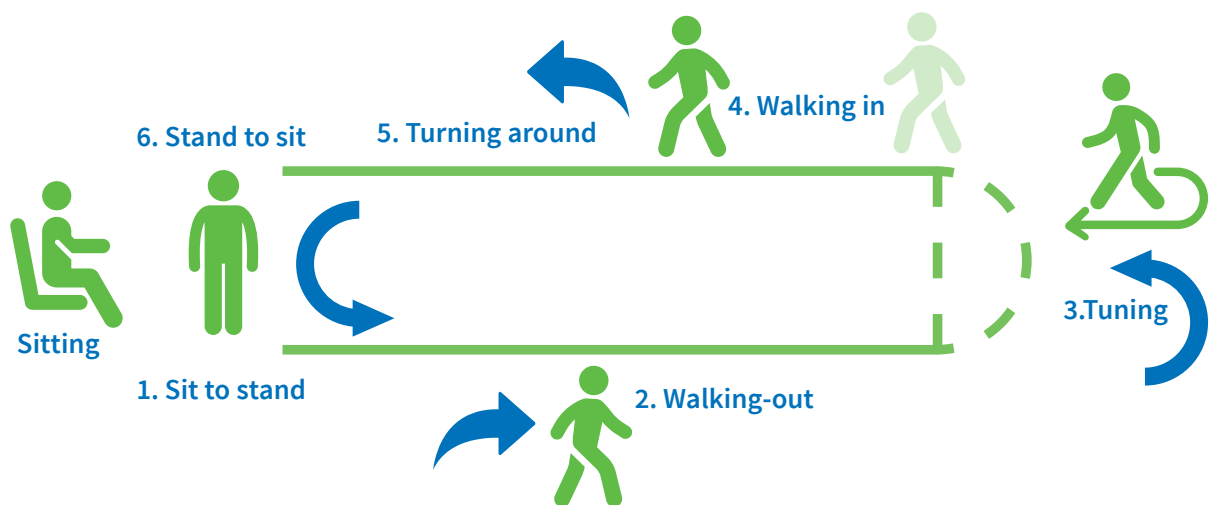 4. Walking in
5. Turning around
6. Stand to sit
3.Tuning
Sitting
1. Sit to stand
2. Walking-out